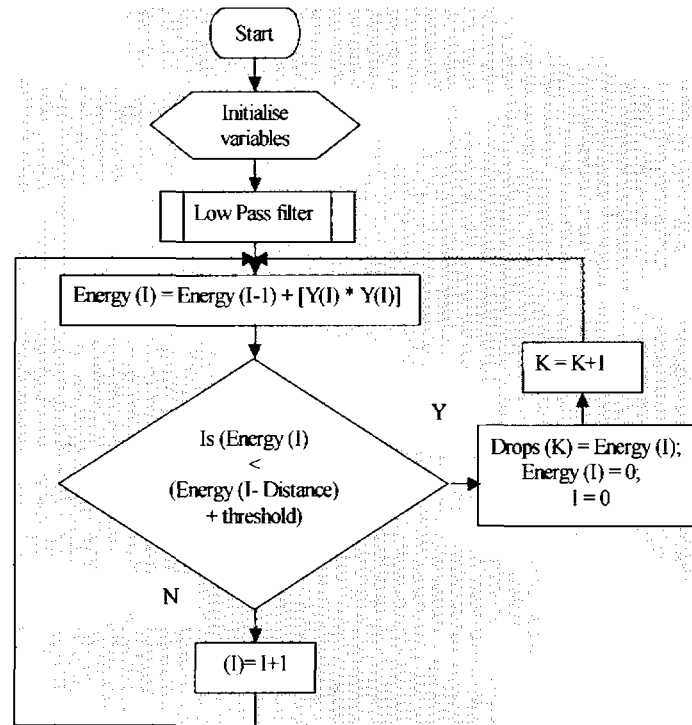 Start
Initialise
variables
Low Pass filter
Energy (I) = Energy (I-1) + [Y(I) * Y(I)]
Is (Energy (I)
<
(Energy (I- Distance)
+ threshold)
Y
Drops (K) = Energy (I);
Energy (I) = 0;
I = 0
K = K+1
N
(I)= I+1